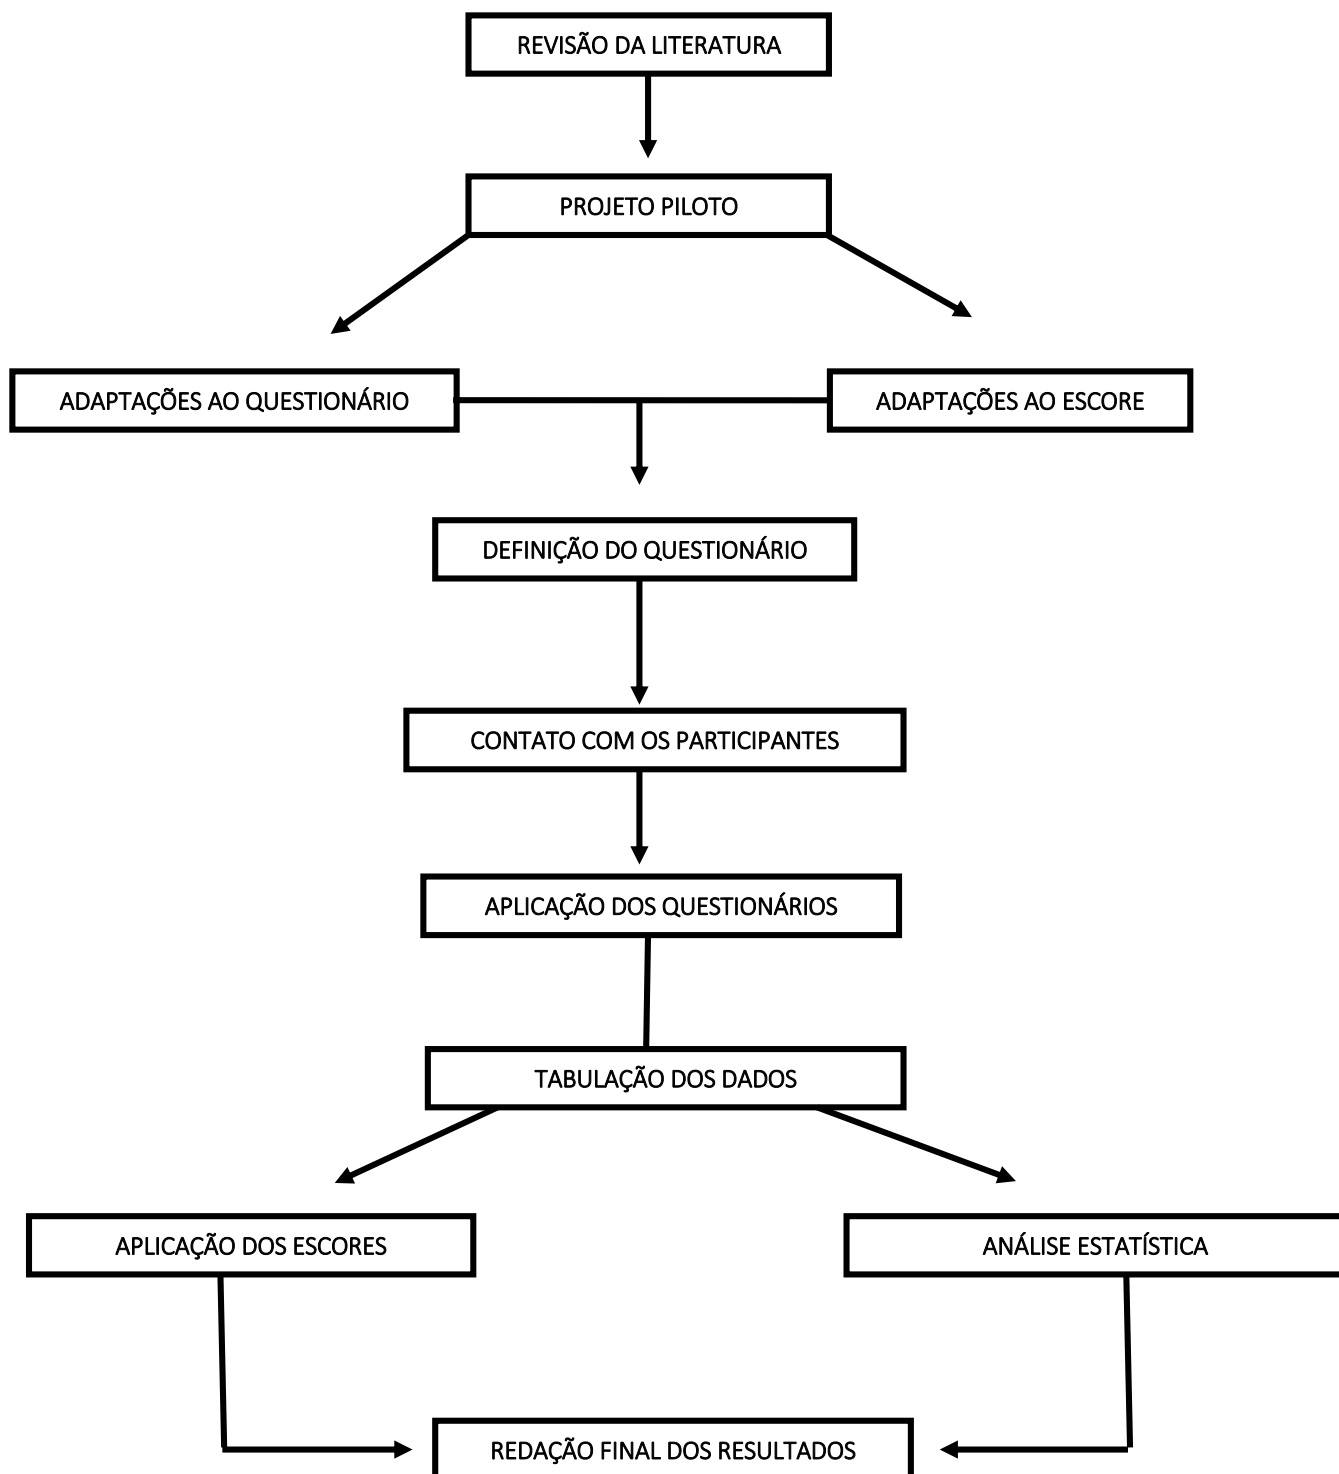 REVISÃO DA LITERATURA
PROJETO PILOTO
ADAPTAÇÕES AO QUESTIONÁRIO
ADAPTAÇÕES AO ESCORE
DEFINIÇÃO DO QUESTIONÁRIO
CONTATO COM OS PARTICIPANTES
APLICAÇÃO DOS QUESTIONÁRIOS
TABULAÇÃO DOS DADOS
APLICAÇÃO DOS ESCORES
ANÁLISE ESTATÍSTICA
REDAÇÃO FINAL DOS RESULTADOS